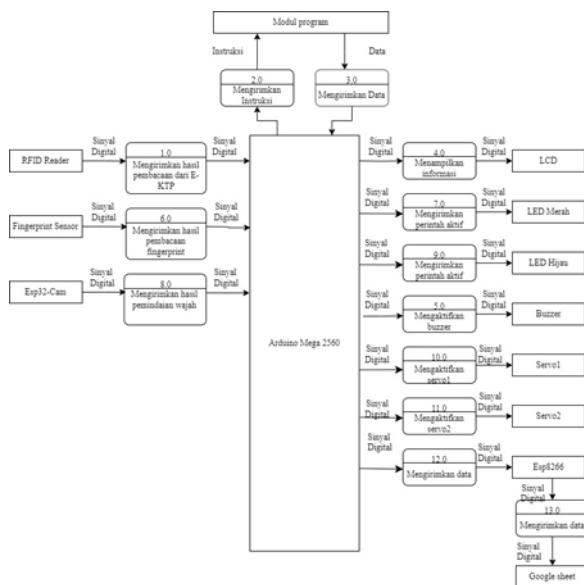 Modul program
Instruksi
Data
2.0
Mengirimkan
Instruksi
3.0
Mengirimkan Data
RFID Reader
Sinyal
Digital
1.0
Mengirimkan hasil
pembacaan dari E-
KTP
Sinyal
Digital
Fingerprint Sensor
Sinyal
Digital
6.0
Mengirimkan hasil
pembacaan
fingerprint
Sinyal
Digital
Esp32-Cam
Sinyal
Digital
8.0
Mengirimkan hasil
pemindaian wajah
Sinyal
Digital
Arduino Mega 2560
Sinyal
Digital
4.0
Menampilkan
informasi
Sinyal
Digital
LCD
Sinyal
Digital
7.0
Mengirimkan
perintah aktif
Sinyal
Digital
LED Merah
Sinyal
Digital
9.0
Mengirimkan
perintah aktif
Sinyal
Digital
LED Hijau
Sinyal
Digital
5.0
Mengaktifkan
buzzer
Sinyal
Digital
Buzzer
Sinyal
Digital
10.0
Mengaktifkan
servo1
Sinyal
Digital
Servo1
Sinyal
Digital
11.0
Mengaktifkan
servo2
Sinyal
Digital
Servo2
Sinyal
Digital
12.0
Mengirimkan data
Sinyal
Digital
Esp8266
Sinyal
Digital
13.0
Mengirimkan data
Sinyal
Digital
Google sheet